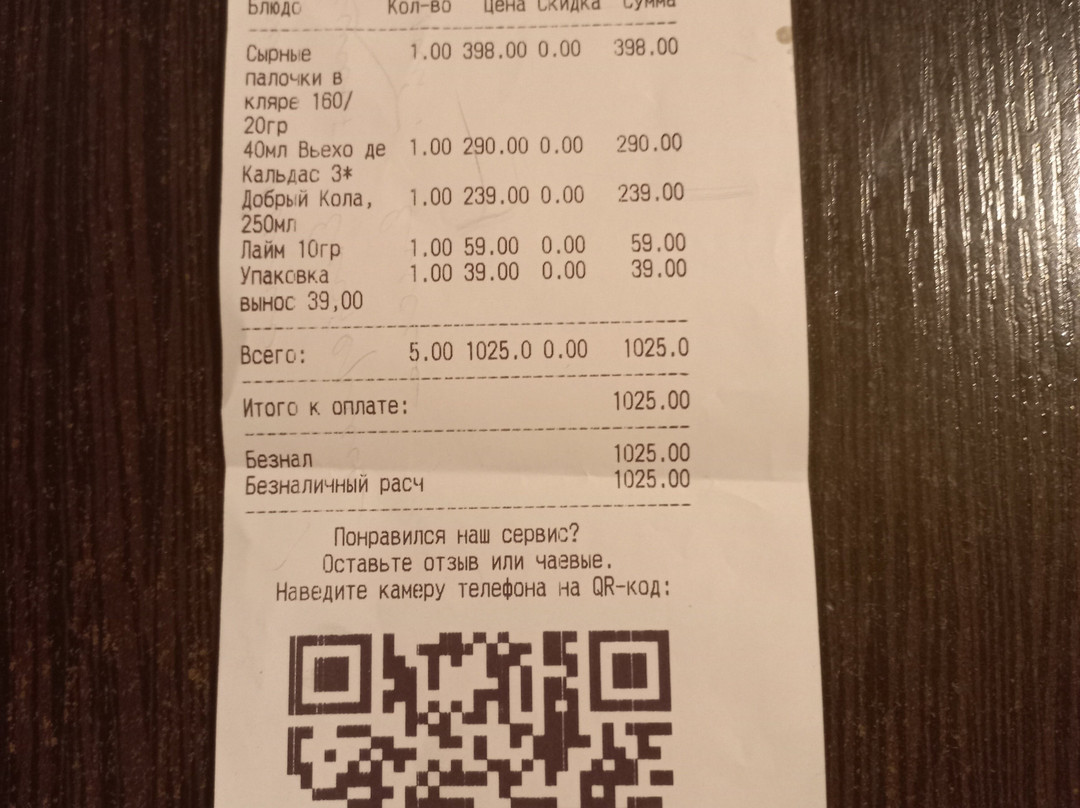 Блюдо Кол-во Цена Скидка Сумма
Сырные 1.00 398.00 0.00 398.00
палочки в
кляре 160/
20гр
40мл Вьехо де 1.00 290.00 0.00 290.00
Кальдас 3*
Добрый Кола, 1.00 239.00 0.00 239.00
250мл
Лайм 10гр 1.00 59.00 0.00 59.00
Упаковка 1.00 39.00 0.00 39.00
вынос 39,00
Всего: 5.00 1025.0 0.00 1025.0
Итого к оплате: 1025.00
Безнал 1025.00
Безналичный расч 1025.00
Понравился наш сервис?
Оставьте отзыв или чаевые.
Наведите камеру телефона на QR-код: